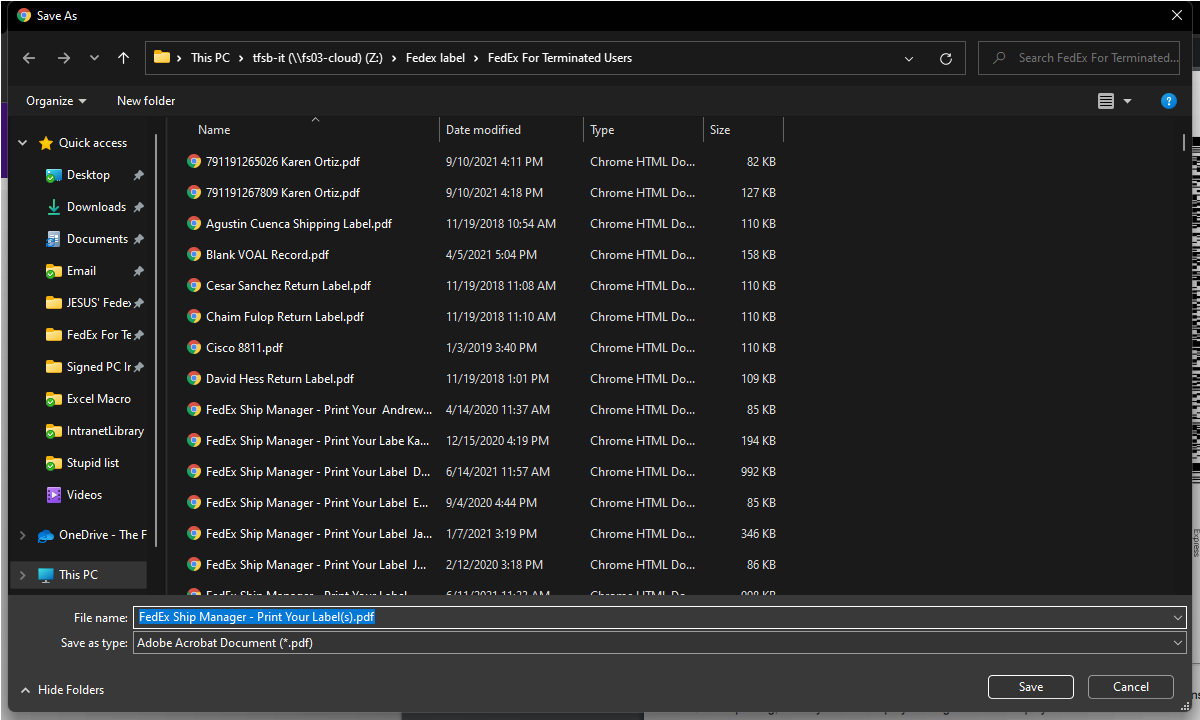 Save As
This PC > tfsb-it (\\fs03-cloud) (Z:) > Fedex label > FedEx For Terminated Users
Search FedEx For Terminated...
Organize
New folder
?
Name Date modified Type Size
Quick access
Desktop
Downloads
Documents
Email
JESUS' Fedex
FedEx For Te
Signed PC Ir
Excel Macro
IntranetLibrary
Stupid list
Videos
OneDrive - The F
This PC
791191265026 Karen Ortiz.pdf 9/10/2021 4:11 PM Chrome HTML Do... 82 KB
791191267809 Karen Ortiz.pdf 9/10/2021 4:18 PM Chrome HTML Do... 127 KB
Agustin Cuenca Shipping Label.pdf 11/19/2018 10:54 AM Chrome HTML Do... 110 KB
Blank VOAL Record.pdf 4/5/2021 5:04 PM Chrome HTML Do... 158 KB
Cesar Sanchez Return Label.pdf 11/19/2018 11:08 AM Chrome HTML Do... 110 KB
Chaim Fulop Return Label.pdf 11/19/2018 11:10 AM Chrome HTML Do... 110 KB
Cisco 8811.pdf 1/3/2019 3:40 PM Chrome HTML Do... 110 KB
David Hess Return Label.pdf 11/19/2018 1:01 PM Chrome HTML Do... 109 KB
FedEx Ship Manager - Print Your Andrew... 4/14/2020 11:37 AM Chrome HTML Do... 85 KB
FedEx Ship Manager - Print Your Labe Ka... 12/15/2020 4:19 PM Chrome HTML Do... 194 KB
FedEx Ship Manager - Print Your Label D... 6/14/2021 11:57 AM Chrome HTML Do... 992 KB
FedEx Ship Manager - Print Your Label E... 9/4/2020 4:44 PM Chrome HTML Do... 85 KB
FedEx Ship Manager - Print Your Label Ja... 1/7/2021 3:19 PM Chrome HTML Do... 346 KB
FedEx Ship Manager - Print Your Label J... 2/12/2020 3:18 PM Chrome HTML Do... 86 KB
Express
File name: FedEx Ship Manager - Print Your Label(s).pdf
Save as type: Adobe Acrobat Document (*.pdf)
Hide Folders
Save
Cancel